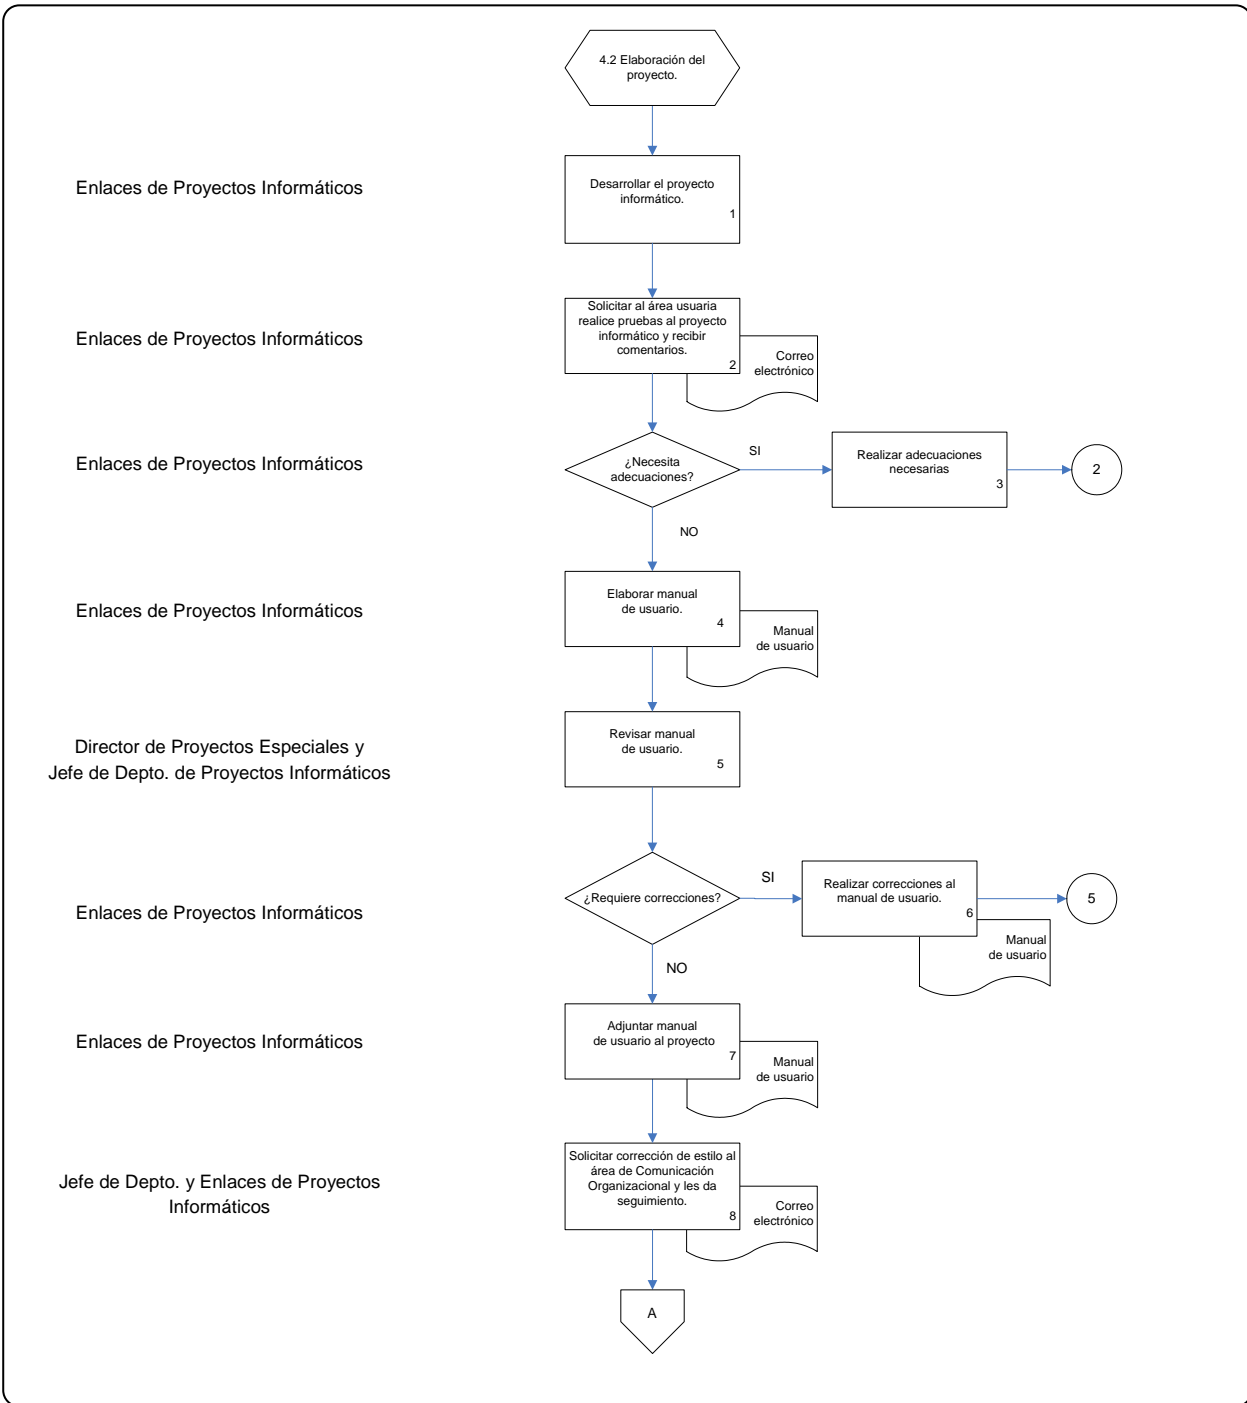 4.2 Elaboración del
proyecto.
Enlaces de Proyectos Informáticos
Desarrollar el proyecto
informático.
1
Enlaces de Proyectos Informáticos
Solicitar al área usuaria
realice pruebas al proyecto
informático y recibir
comentarios.
2
Correo
electrónico
Enlaces de Proyectos Informáticos
¿Necesita
adecuaciones?
SI
Realizar adecuaciones
necesarias
3
2
NO
Enlaces de Proyectos Informáticos
Elaborar manual
de usuario.
4
Manual
de usuario
Director de Proyectos Especiales y
Jefe de Depto. de Proyectos Informáticos
Revisar manual
de usuario.
5
Enlaces de Proyectos Informáticos
¿Requiere correcciones?
SI
Realizar correcciones al
manual de usuario.
6
Manual
de usuario
5
NO
Enlaces de Proyectos Informáticos
Adjuntar manual
de usuario al proyecto
7
Manual
de usuario
Jefe de Depto. y Enlaces de Proyectos
Informáticos
Solicitar corrección de estilo al
área de Comunicación
Organizacional y les da
seguimiento.
8
Correo
electrónico
A